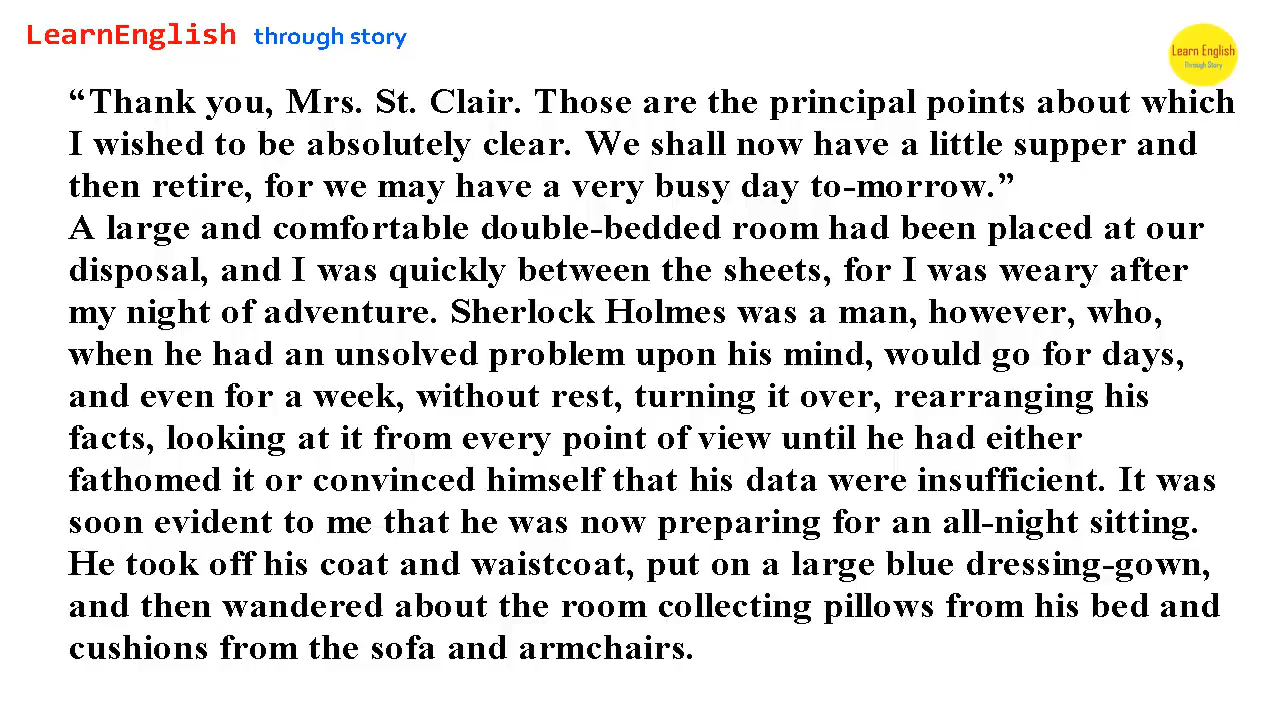 LearnEnglish through story
Learn English
Through Story
“Thank you, Mrs. St. Clair. Those are the principal points about which
I wished to be absolutely clear. We shall now have a little supper and
then retire, for we may have a very busy day to-morrow.”
A large and comfortable double-bedded room had been placed at our
disposal, and I was quickly between the sheets, for I was weary after
my night of adventure. Sherlock Holmes was a man, however, who,
when he had an unsolved problem upon his mind, would go for days,
and even for a week, without rest, turning it over, rearranging his
facts, looking at it from every point of view until he had either
fathomed it or convinced himself that his data were insufficient. It was
soon evident to me that he was now preparing for an all-night sitting.
He took off his coat and waistcoat, put on a large blue dressing-gown,
and then wandered about the room collecting pillows from his bed and
cushions from the sofa and armchairs.